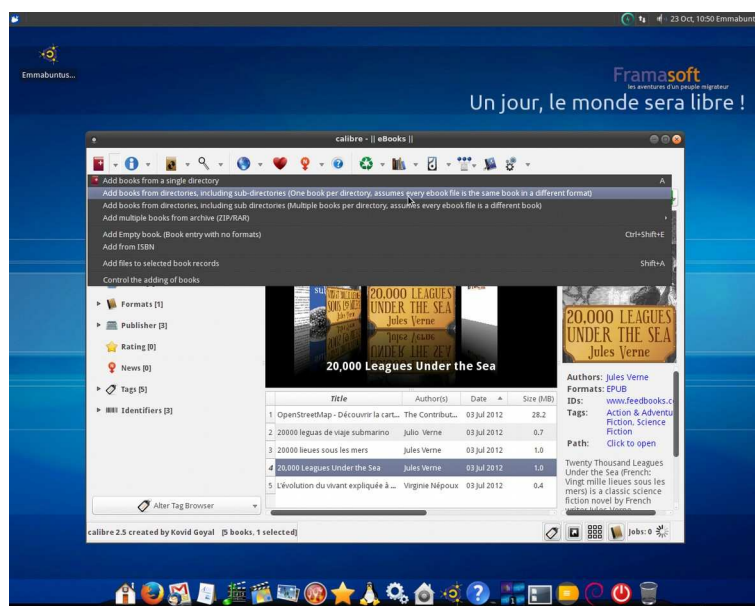 23 Oct, 10:50 Emmabunt
Emmabuntus...
Framasoft
les aventures d'un peuple migrateur
Un jour, le monde sera libre !
calibre - || eBooks ||
Add books from a single directory A
Add books from directories, including sub-directories (One book per directory, assumes every ebook file is the same book in a different format)
Add books from directories, including sub directories (Multiple books per directory, assumes every ebook file is a different book)
Add multiple books from archive (ZIP/RAR)
Add Empty book. (Book entry with no formats) Ctrl+Shift+E
Add from ISBN
Add files to selected book records Shift+A
Control the adding of books
Formats [1]
Publisher [3]
Rating [0]
News [0]
Tags [5]
Identifiers [3]
Alter Tag Browser
20,000 LEAGUES
UNDER THE SEA
Jules Verne
20,000 Leagues Under the Sea
Title Author(s) Date Size (MB)
1 OpenStreetMap - Découvrir la cart... The Contribut... 03 Jul 2012 28.2
2 20000 leguas de viaje submarino Julio Verne 03 Jul 2012 0.7
3 20000 lieues sous les mers Jules Verne 03 Jul 2012 1.0
4 20,000 Leagues Under the Sea Jules Verne 03 Jul 2012 1.0
5 L'évolution du vivant expliquée à ... Virginie Népoux 03 Jul 2012 0.4
20,000 LEAGUES
UNDER THE SEA
Jules Verne
Authors: Jules Verne
Formats: EPUB
IDs: www.feedbooks.c
Tags: Action & Adventu
Fiction, Science
Fiction
Path: Click to open
Twenty Thousand Leagues
Under the Sea (French:
Vingt mille lieues sous les
mers) is a classic science
fiction novel by French
writer Jules Verne
calibre 2.5 created by Kovid Goyal [5 books, 1 selected]
Jobs: 0